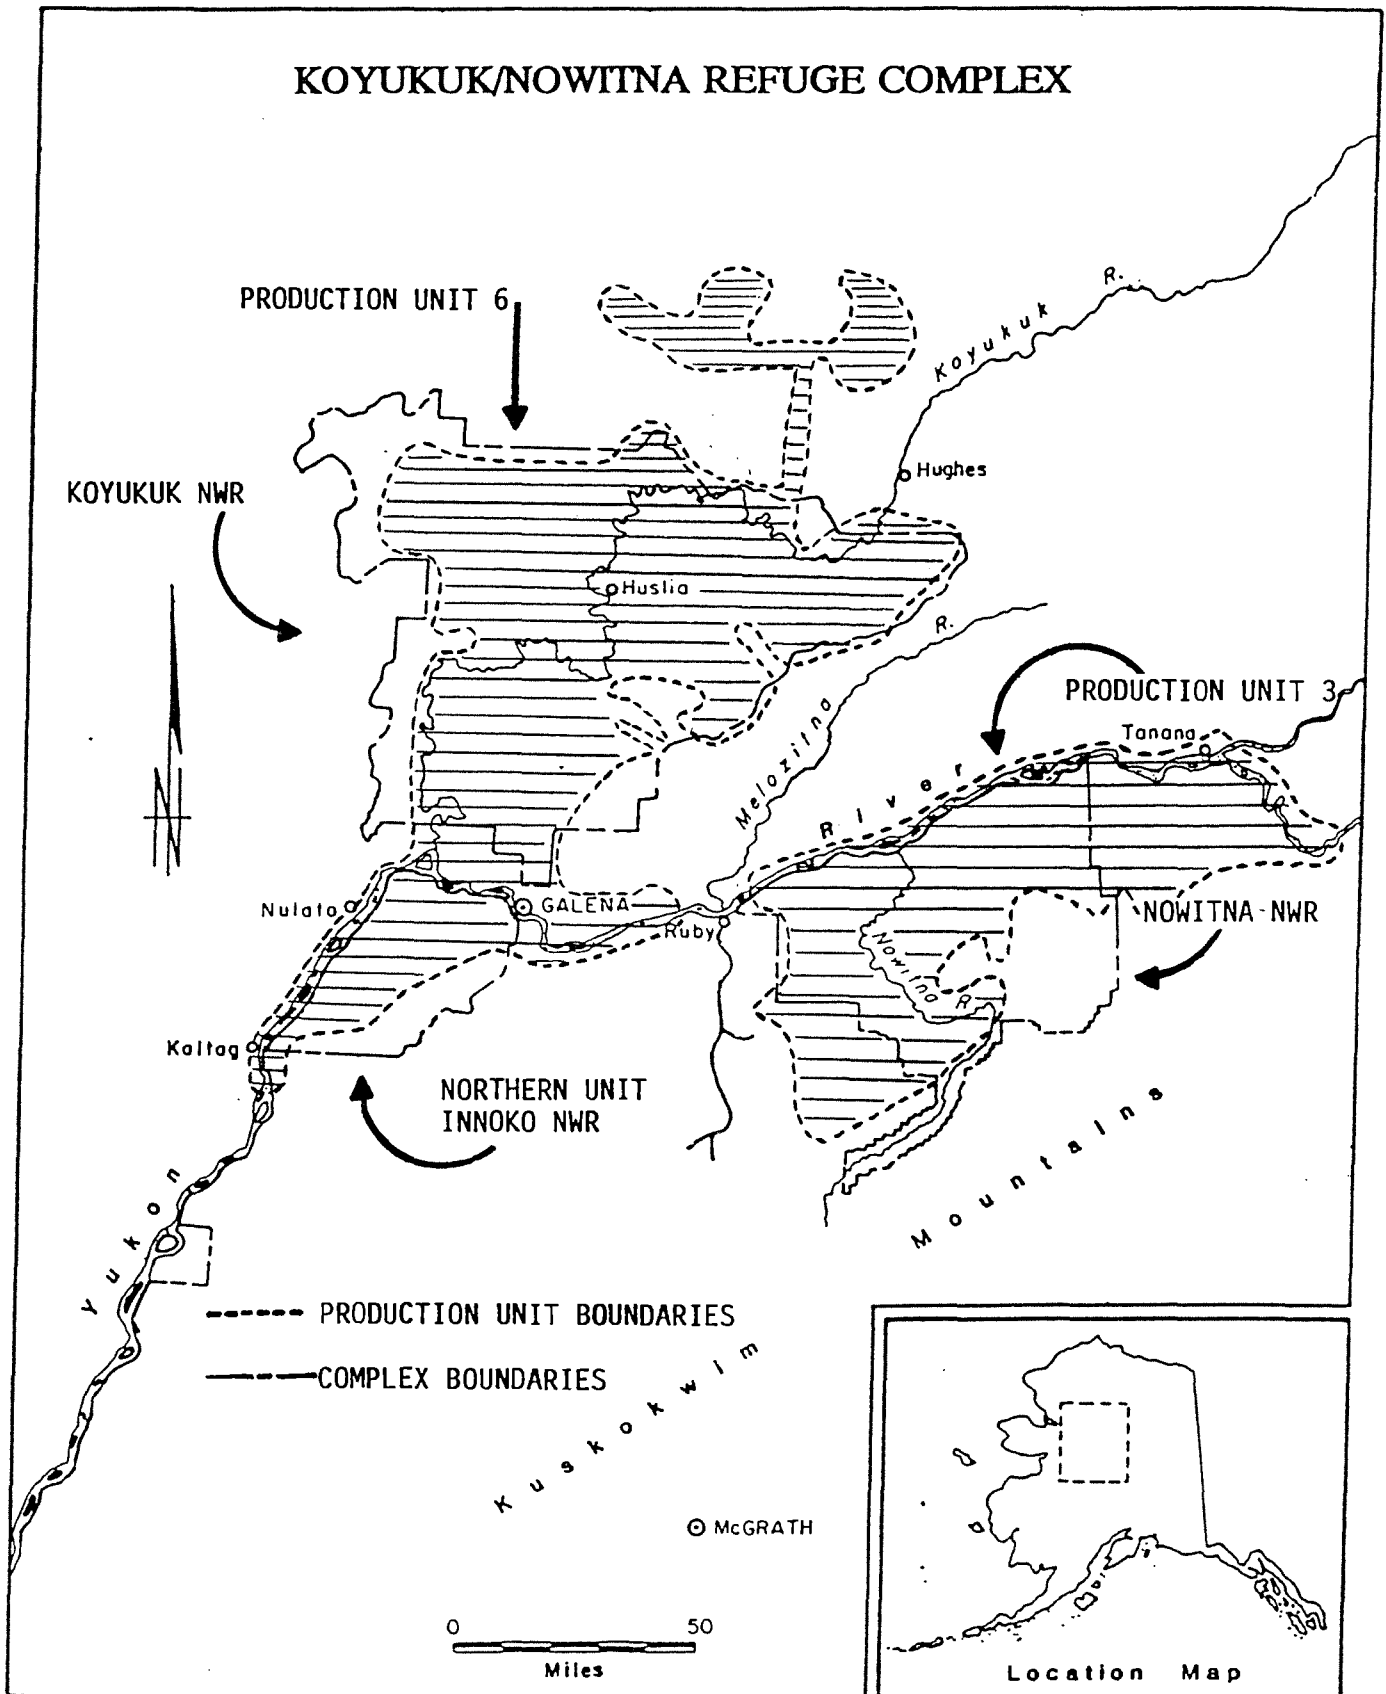 KOYUKUK/NOWITNA REFUGE COMPLEX
Koyukuk R.
PRODUCTION UNIT 6
Hughes
KOYUKUK NWR
Huslia
Melozitna R.
PRODUCTION UNIT 3
Tanana
Yukon River
NOWITNA-NWR
Nulato
GALENA
Ruby
Nowitna R
Kaltag
NORTHERN UNIT
INNOKO NWR
Kuskokwim Mountains
N
PRODUCTION UNIT BOUNDARIES
COMPLEX BOUNDARIES
McGRATH
0 50
Miles
Location Map